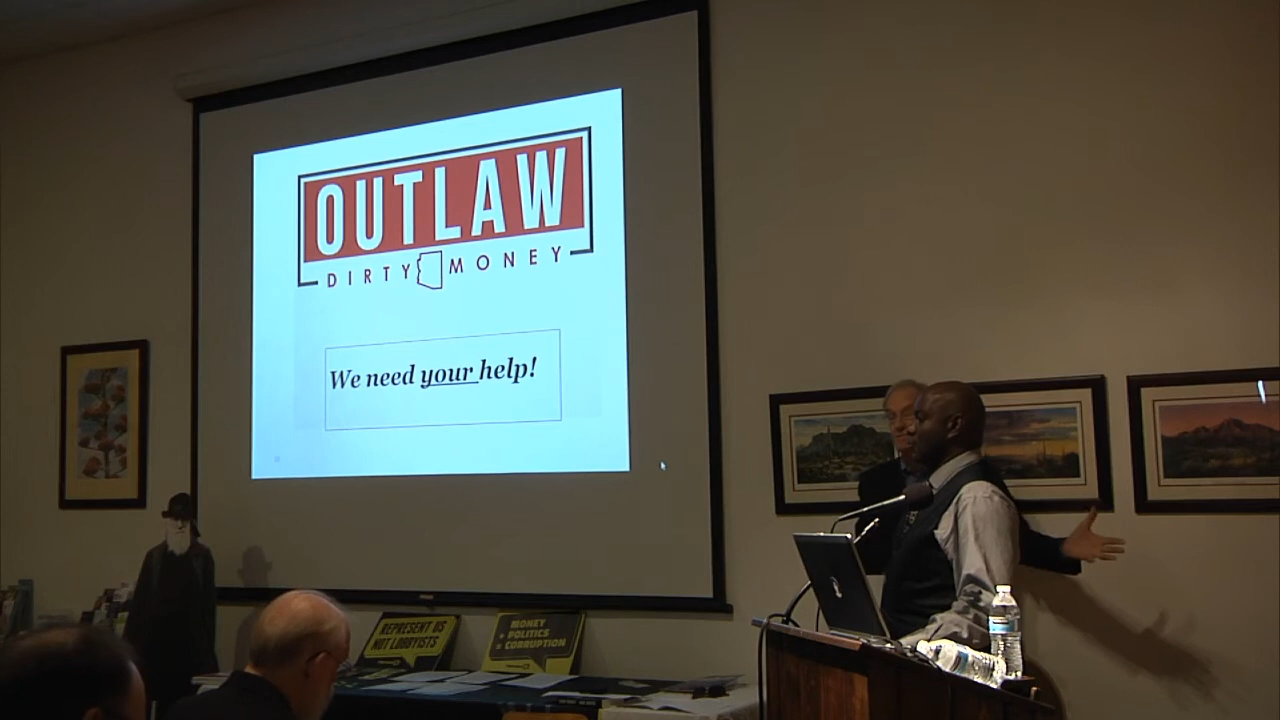 OUTLAW
DIRTY MONEY
We need your help!
REPRESENT US
NOT LOBBYISTS
MONEY
+ POLITICS
= CORRUPTION